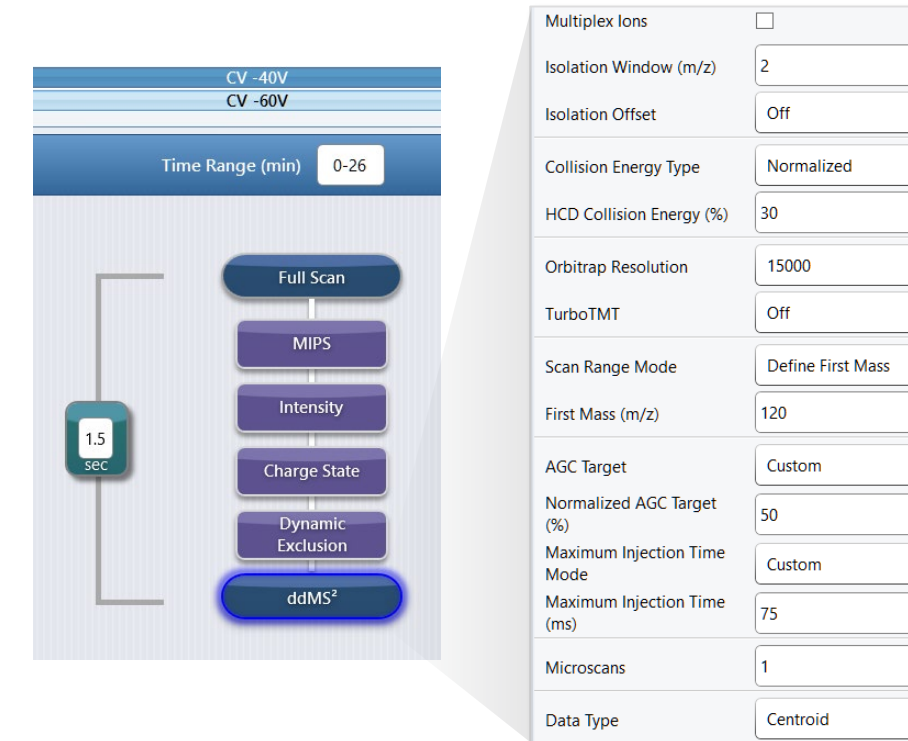 CV -40V
CV -60V
Time Range (min) 0-26
Full Scan
MIPS
Intensity
1.5
sec
Charge State
Dynamic
Exclusion
ddMS²
Multiplex Ions
Isolation Window (m/z) 2
Isolation Offset Off
Collision Energy Type Normalized
HCD Collision Energy (%) 30
Orbitrap Resolution 15000
TurboTMT Off
Scan Range Mode Define First Mass
First Mass (m/z) 120
AGC Target Custom
Normalized AGC Target
(%) 50
Maximum Injection Time
Mode Custom
Maximum Injection Time
(ms) 75
Microscans 1
Data Type Centroid